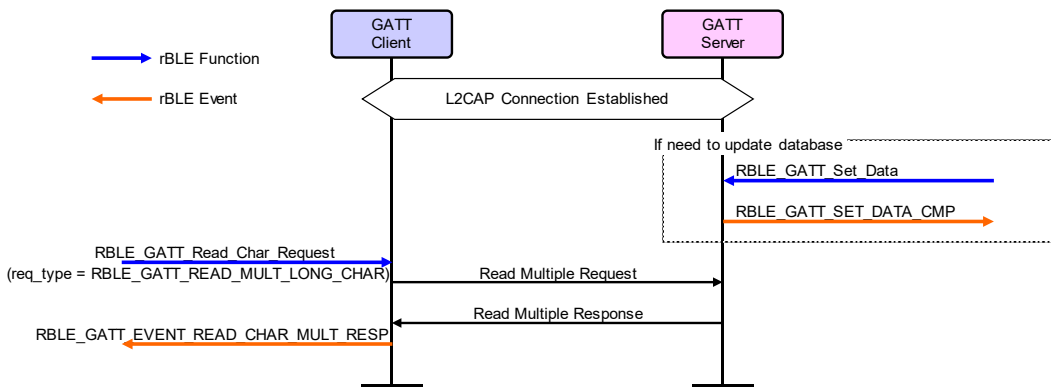 GATT
Client
GATT
Server
rBLE Function
rBLE Event
L2CAP Connection Established
If need to update database
RBLE_GATT_Set_Data
RBLE_GATT_SET_DATA_CMP
RBLE_GATT_Read_Char_Request
(req_type = RBLE_GATT_READ_MULT_LONG_CHAR)
Read Multiple Request
Read Multiple Response
RBLE_GATT_EVENT_READ_CHAR_MULT_RESP